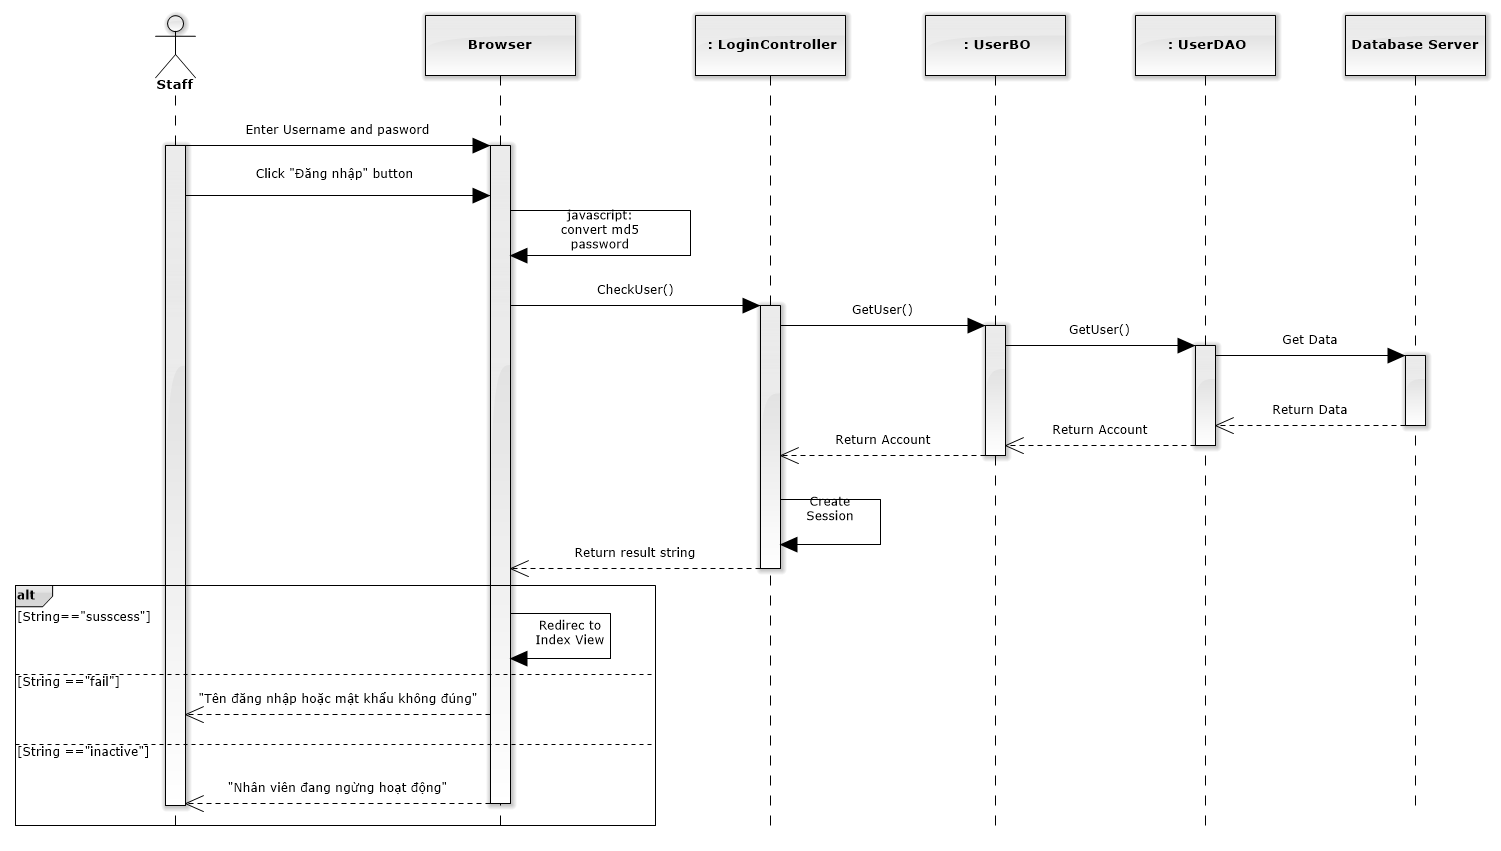 Staff
Browser
: LoginController
: UserBO
: UserDAO
Database Server
Enter Username and pasword
Click "Đăng nhập" button
javascript:
convert md5
password
CheckUser()
GetUser()
GetUser()
Get Data
Return Data
Return Account
Return Account
Create
Session
Return result string
alt
[String=="susscess"]
Redirec to
Index View
[String =="fail"]
"Tên đăng nhập hoặc mật khẩu không đúng"
[String =="inactive"]
"Nhân viên đang ngừng hoạt động"